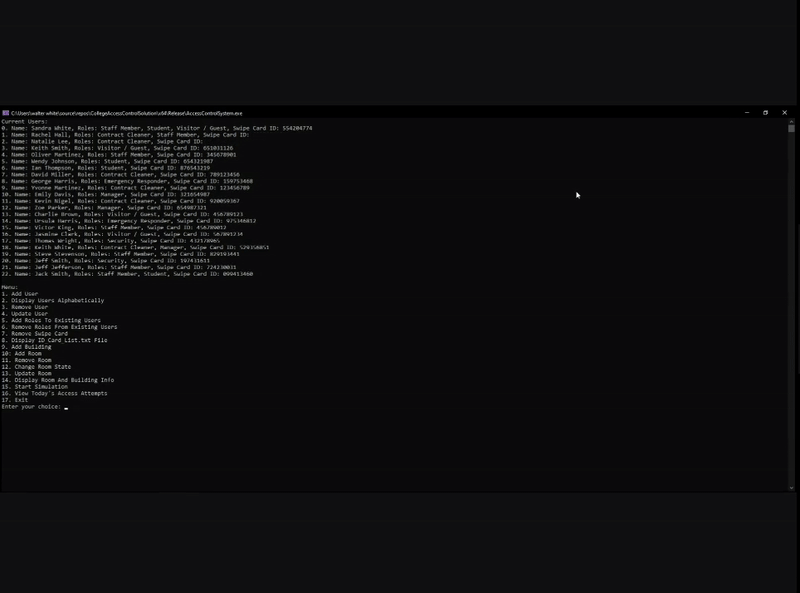 C:\Users\walter white\source\repos\CollegeAccessControlSolution\x64\Release\AccessControlSystem.exe
Current Users:
0. Name: Sandra White, Roles: Staff Member, Student, Visitor / Guest, Swipe Card ID: 554204774
1. Name: Rachel Hall, Roles: Contract Cleaner, Staff Member, Swipe Card ID:
2. Name: Natalie Lee, Roles: Contract Cleaner, Swipe Card ID:
3. Name: Keith Smith, Roles: Visitor / Guest, Swipe Card ID: 651031126
4. Name: Oliver Martinez, Roles: Staff Member, Swipe Card ID: 345678901
5. Name: Wendy Johnson, Roles: Student, Swipe Card ID: 654321987
6. Name: Ian Thompson, Roles: Student, Swipe Card ID: 876543219
7. Name: David Miller, Roles: Contract Cleaner, Swipe Card ID: 789123456
8. Name: George Harris, Roles: Emergency Responder, Swipe Card ID: 159753468
9. Name: Yvonne Martinez, Roles: Contract Cleaner, Swipe Card ID: 123456789
10. Name: Emily Davis, Roles: Manager, Swipe Card ID: 321654987
11. Name: Kevin Nigel, Roles: Contract Cleaner, Swipe Card ID: 920059367
12. Name: Zoe Parker, Roles: Manager, Swipe Card ID: 654987321
13. Name: Charlie Brown, Roles: Visitor / Guest, Swipe Card ID: 456789123
14. Name: Ursula Harris, Roles: Emergency Responder, Swipe Card ID:
15. Name: Victor King, Roles: Staff Member, Swipe Card ID: 456789012
16. Name: Jasmine Clark, Roles: Visitor / Guest, Swipe Card ID: 567891234
17. Name: Thomas Wright, Roles: Security, Swipe Card ID: 432178965
18. Name: Keith White, Roles: Contract Cleaner, Manager, Swipe Card ID:
19. Name: Steve Stevenson, Roles: Staff Member, Swipe Card ID: 829193441
20. Name: Jeff Smith, Roles: Security, Swipe Card ID: 197431611
21. Name: Jeff Jefferson, Roles: Staff Member, Swipe Card ID: 724230031
22. Name: Jack Smith, Roles: Staff Member, Student, Swipe Card ID: 099413460
Menu:
1. Add User
2. Display Users Alphabetically
3. Remove User
4. Update User
5. Add Roles To Existing Users
6. Remove Roles From Existing Users
7. Remove Swipe Card
8. Display ID Card List.txt File
9. Add Building
10: Add Room
11. Remove Room
12. Change Room State
13. Update Room
14. Display Room And Building Info
15. Start Simulation
16. View Today's Access Attempts
17. Exit
Enter your choice: